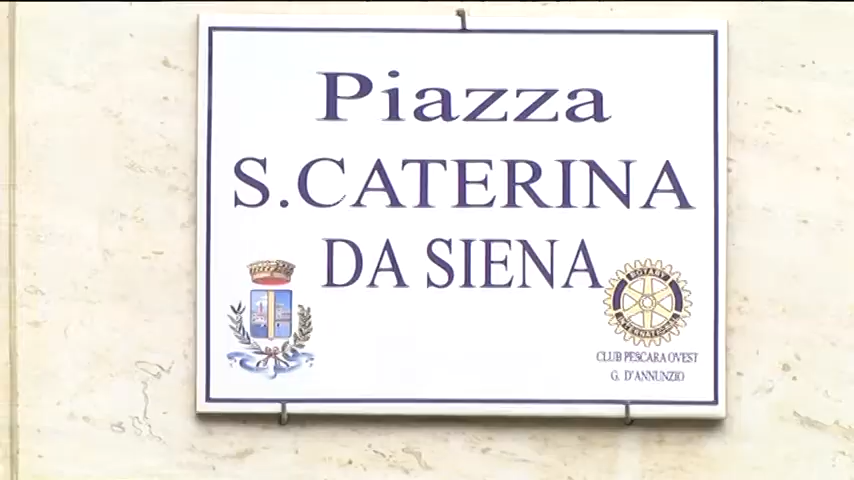 Piazza
S.CATERINA
DA SIENA
ROTARY
INTERNATIONAL
CLUB PESCARA OVEST
G. D'ANNUNZIO